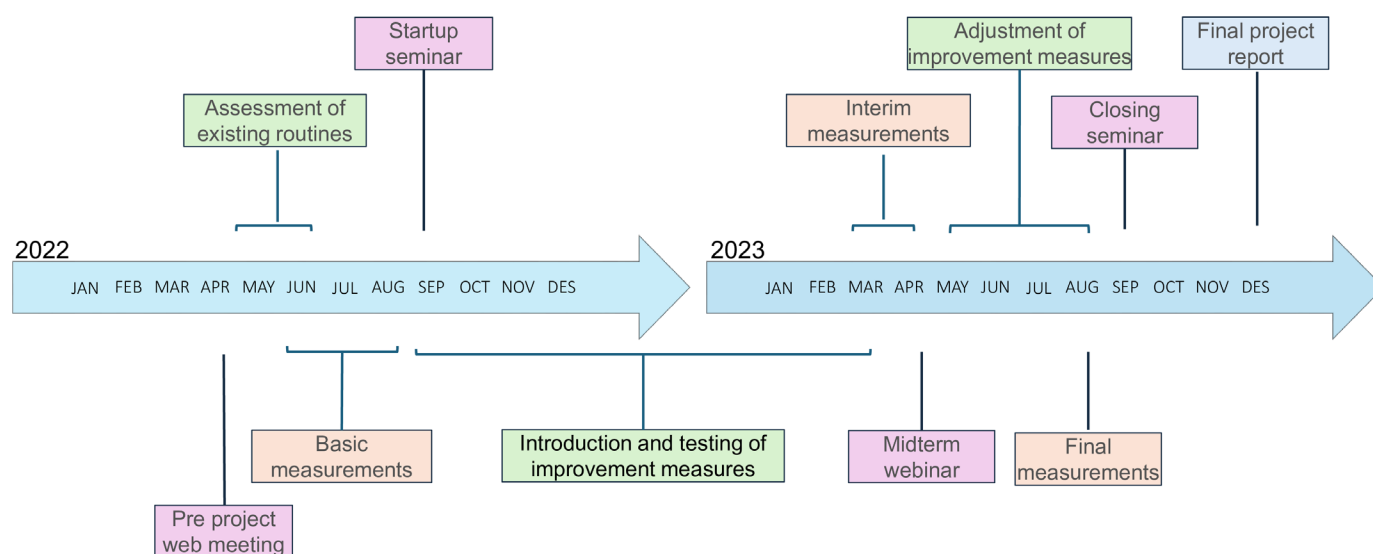 Startup
seminar
Adjustment of
improvement measures
Final project
report
Assessment of
existing routines
Interim
measurements
Closing
seminar
2022
2023
JAN FEB MAR APR MAY JUN JUL AUG SEP OCT NOV DES
JAN FEB MAR APR MAY JUN JUL AUG SEP OCT NOV DES
Basic
measurements
Introduction and testing of
improvement measures
Midterm
webinar
Final
measurements
Pre project
web meeting